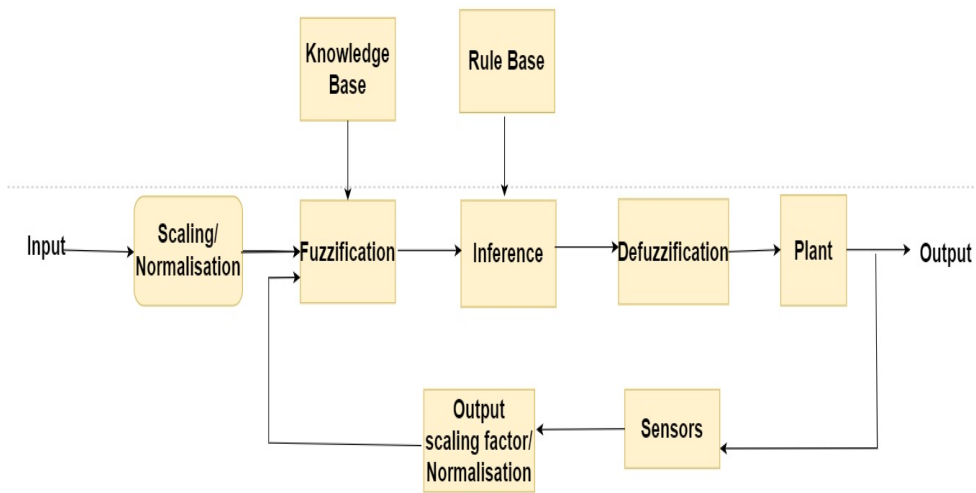 Knowledge
Base
Rule Base
Input
Scaling/
Normalisation
Fuzzification
Inference
Defuzzification
Plant
Output
Output
scaling factor/
Normalisation
Sensors